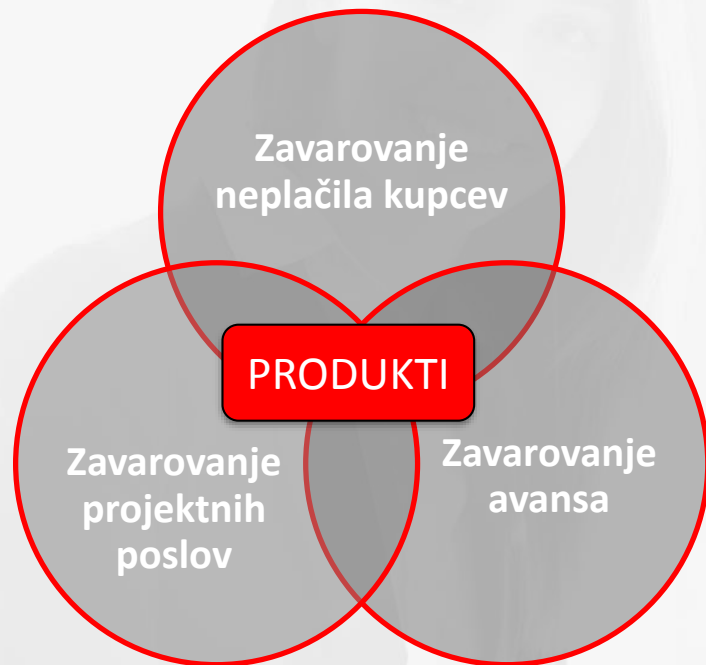 Zavarovanje
neplačila kupcev
PRODUKTI
Zavarovanje
projektnih
poslov
Zavarovanje
avansa